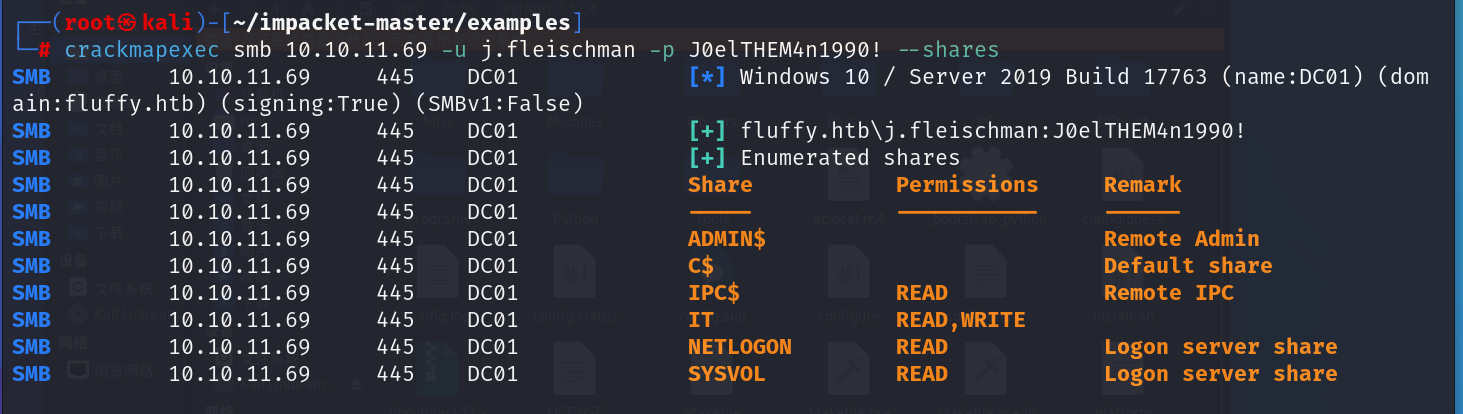 ┌──(root㉿kali)-[~/impacket-master/examples]
└─# crackmapexec smb 10.10.11.69 -u j.fleischman -p J0elTHEM4n1990! --shares
SMB 10.10.11.69 445 DC01 [*] Windows 10 / Server 2019 Build 17763 (name:DC01) (dom
ain:fluffy.htb) (signing:True) (SMBv1:False)
SMB 10.10.11.69 445 DC01 [+] fluffy.htb\j.fleischman:J0elTHEM4n1990!
SMB 10.10.11.69 445 DC01 [+] Enumerated shares
SMB 10.10.11.69 445 DC01 Share Permissions Remark
SMB 10.10.11.69 445 DC01 ----- ----------- ------
SMB 10.10.11.69 445 DC01 ADMIN$ Remote Admin
SMB 10.10.11.69 445 DC01 C$ Default share
SMB 10.10.11.69 445 DC01 IPC$ READ Remote IPC
SMB 10.10.11.69 445 DC01 IT READ,WRITE
SMB 10.10.11.69 445 DC01 NETLOGON READ Logon server share
SMB 10.10.11.69 445 DC01 SYSVOL READ Logon server share